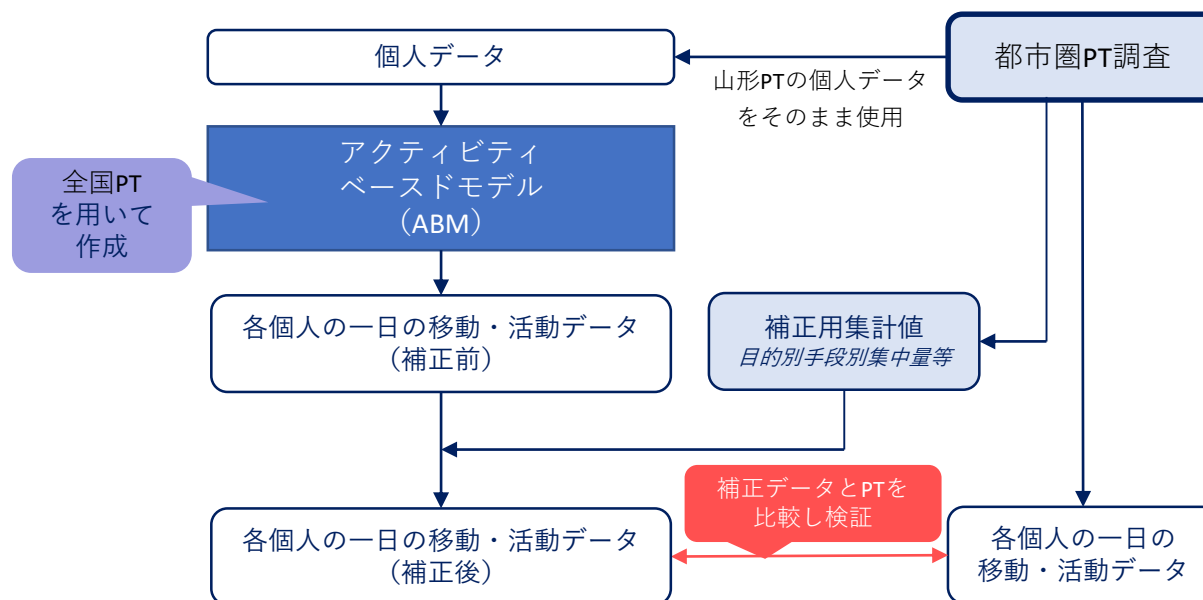 個人データ
都市圏PT調査
山形PTの個人データ
をそのまま使用
アクティビティ
ベースドモデル
（ABM）
全国PT
を用いて
作成
各個人の一日の移動・活動データ
（補正前）
補正用集計値
目的別手段別集中量等
補正データとPTを
比較し検証
各個人の一日の移動・活動データ
（補正後）
各個人の一日の
移動・活動データ